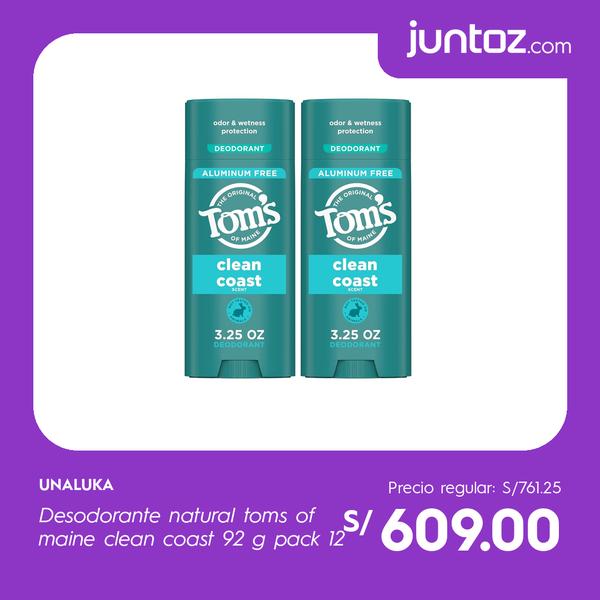 juntoz.com
odor & wetness
protection
DEODORANT
ALUMINUM FREE
THE ORIGINAL
Tom's
OF MAINE
clean
coast
SCENT
3.25 OZ
DEODORANT
odor & wetness
protection
DEODORANT
ALUMINUM FREE
THE ORIGINAL
Tom's
OF MAINE
clean
coast
SCENT
3.25 OZ
DEODORANT
UNALUKA
Desodorante natural toms of
maine clean coast 92 g pack 12
Precio regular: S/761.25
S/ 609.00